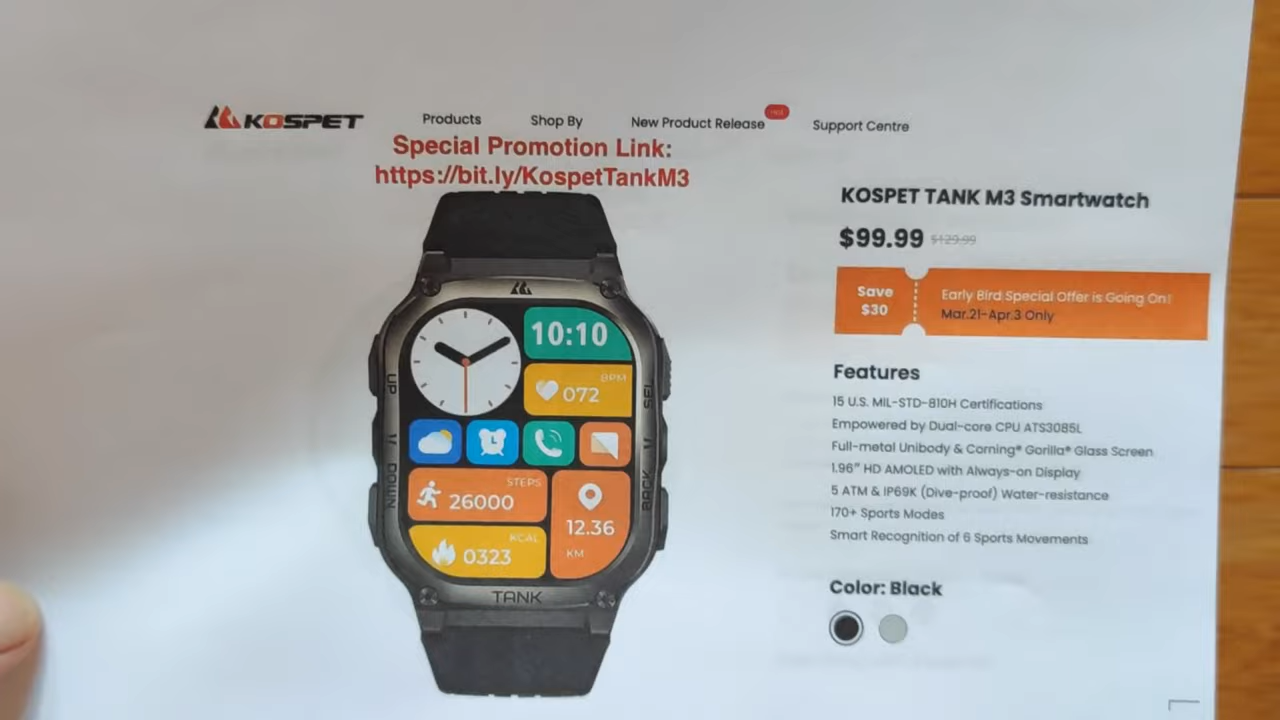 KOSPET
Products
Shop By
New Product Release
Hot
Support Centre
Special Promotion Link:
https://bit.ly/KospetTankM3
KOSPET TANK M3 Smartwatch
$99.99 $129.99
Save
$30
Early Bird Special Offer is Going On!
Mar.21-Apr.3 Only
Features
15 U.S. MIL-STD-810H Certifications
Empowered by Dual-core CPU ATS3085L
Full-metal Unibody & Corning® Gorilla® Glass Screen
1.96" HD AMOLED with Always-on Display
5 ATM & IP69K (Dive-proof) Water-resistance
170+ Sports Modes
Smart Recognition of 6 Sports Movements
Color: Black
10:10
BPM
072
STEPS
26000
12.36
KM
KCAL
0323
UP
DOWN
SEL
BACK
TANK